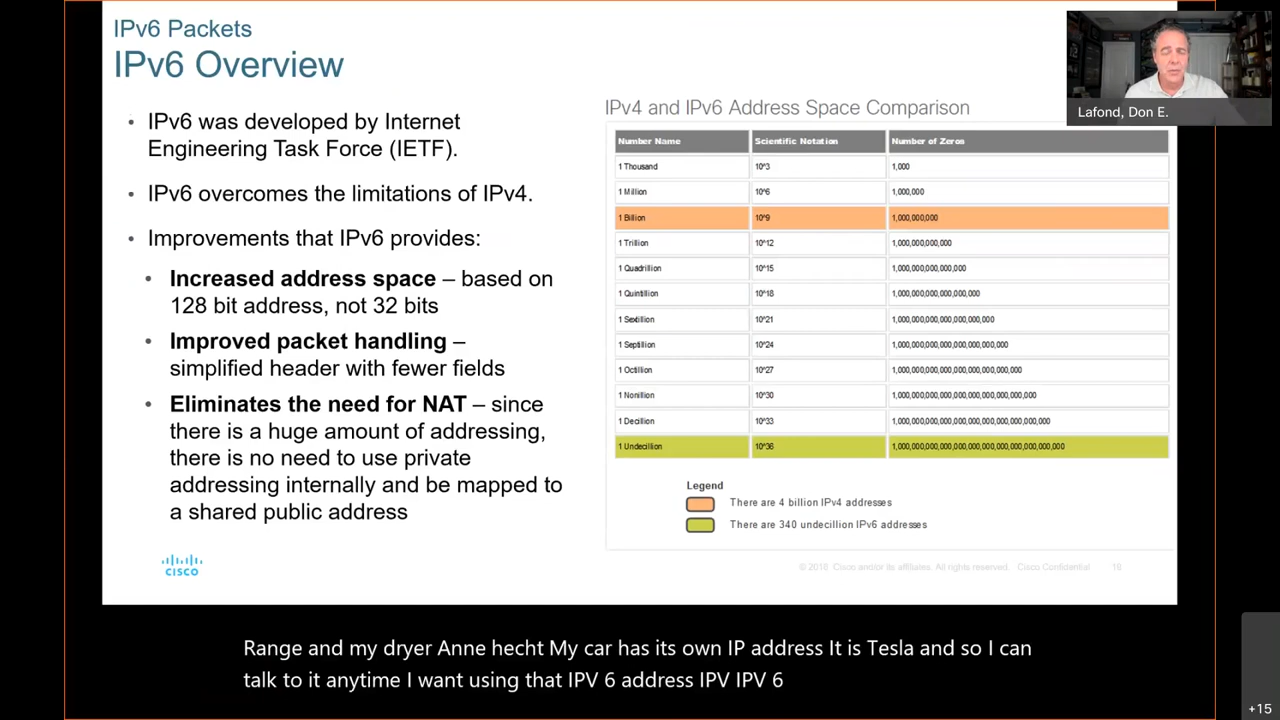 IPv6 Packets
IPv6 Overview
• IPv6 was developed by Internet
Engineering Task Force (IETF).
• IPv6 overcomes the limitations of IPv4.
• Improvements that IPv6 provides:
• Increased address space – based on
128 bit address, not 32 bits
• Improved packet handling –
simplified header with fewer fields
• Eliminates the need for NAT – since
there is a huge amount of addressing,
there is no need to use private
addressing internally and be mapped to
a shared public address
IPv4 and IPv6 Address Space Comparison
Number Name Scientific Notation Number of Zeros
1 Thousand 10^3 1,000
1 Million 10^6 1,000,000
1 Billion 10^9 1,000,000,000
1 Trillion 10^12 1,000,000,000,000
1 Quadrillion 10^15 1,000,000,000,000,000
1 Quintillion 10^18 1,000,000,000,000,000,000
1 Sextillion 10^21 1,000,000,000,000,000,000,000
1 Septillion 10^24 1,000,000,000,000,000,000,000,000
1 Octillion 10^27 1,000,000,000,000,000,000,000,000,000
1 Nonillion 10^30 1,000,000,000,000,000,000,000,000,000,000
1 Decillion 10^33 1,000,000,000,000,000,000,000,000,000,000,000
1 Undecillion 10^36 1,000,000,000,000,000,000,000,000,000,000,000,000
Legend
There are 4 billion IPv4 addresses
There are 340 undecillion IPv6 addresses
CISCO
© 2016 Cisco and/or its affiliates. All rights reserved. Cisco Confidential 19
Lafond, Don E.
Range and my dryer Anne hecht My car has its own IP address It is Tesla and so I can
talk to it anytime I want using that IPV 6 address IPV IPV 6
+15